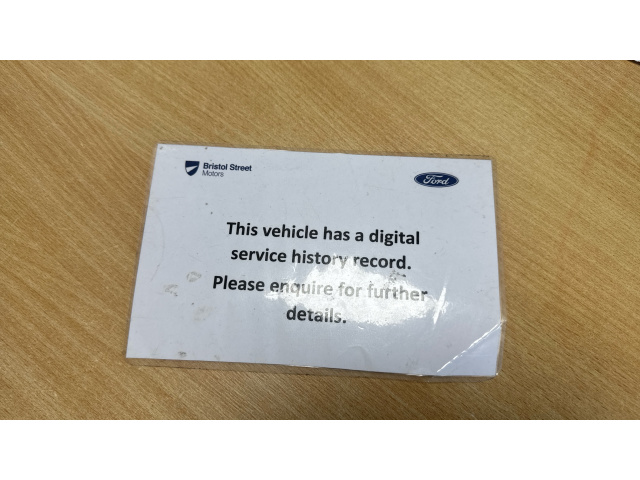 Bristol Street
Motors
Ford
This vehicle has a digital
service history record.
Please enquire for further
details.